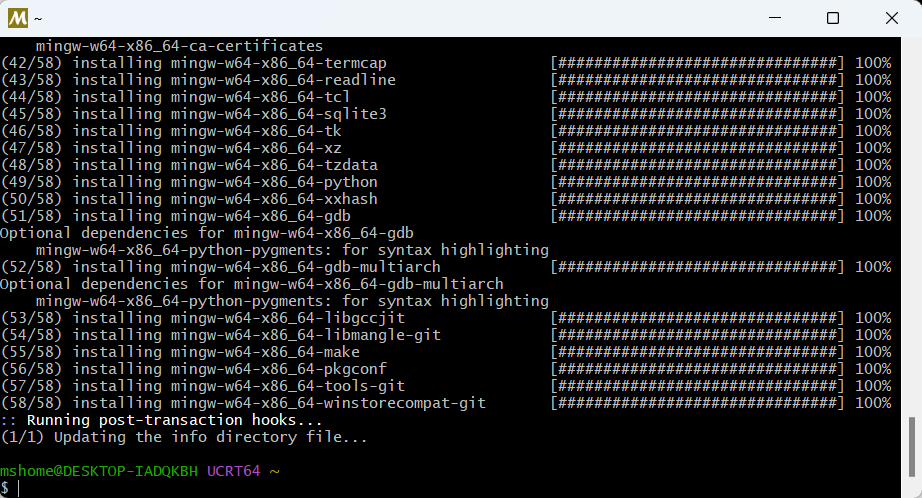 ~
mingw-w64-x86_64-ca-certificates
(42/58) installing mingw-w64-x86_64-termcap [###############################] 100%
(43/58) installing mingw-w64-x86_64-readline [###############################] 100%
(44/58) installing mingw-w64-x86_64-tcl [###############################] 100%
(45/58) installing mingw-w64-x86_64-sqlite3 [###############################] 100%
(46/58) installing mingw-w64-x86_64-tk [###############################] 100%
(47/58) installing mingw-w64-x86_64-xz [###############################] 100%
(48/58) installing mingw-w64-x86_64-tzdata [###############################] 100%
(49/58) installing mingw-w64-x86_64-python [###############################] 100%
(50/58) installing mingw-w64-x86_64-xxhash [###############################] 100%
(51/58) installing mingw-w64-x86_64-gdb [###############################] 100%
Optional dependencies for mingw-w64-x86_64-gdb
mingw-w64-x86_64-python-pygments: for syntax highlighting
(52/58) installing mingw-w64-x86_64-gdb-multiarch [###############################] 100%
Optional dependencies for mingw-w64-x86_64-gdb-multiarch
mingw-w64-x86_64-python-pygments: for syntax highlighting
(53/58) installing mingw-w64-x86_64-libgccjit [###############################] 100%
(54/58) installing mingw-w64-x86_64-libmangle-git [###############################] 100%
(55/58) installing mingw-w64-x86_64-make [###############################] 100%
(56/58) installing mingw-w64-x86_64-pkgconf [###############################] 100%
(57/58) installing mingw-w64-x86_64-tools-git [###############################] 100%
(58/58) installing mingw-w64-x86_64-winstorecompat-git [###############################] 100%
:: Running post-transaction hooks...
(1/1) Updating the info directory file...
mshome@DESKTOP-IADQKBH UCRT64 ~
$